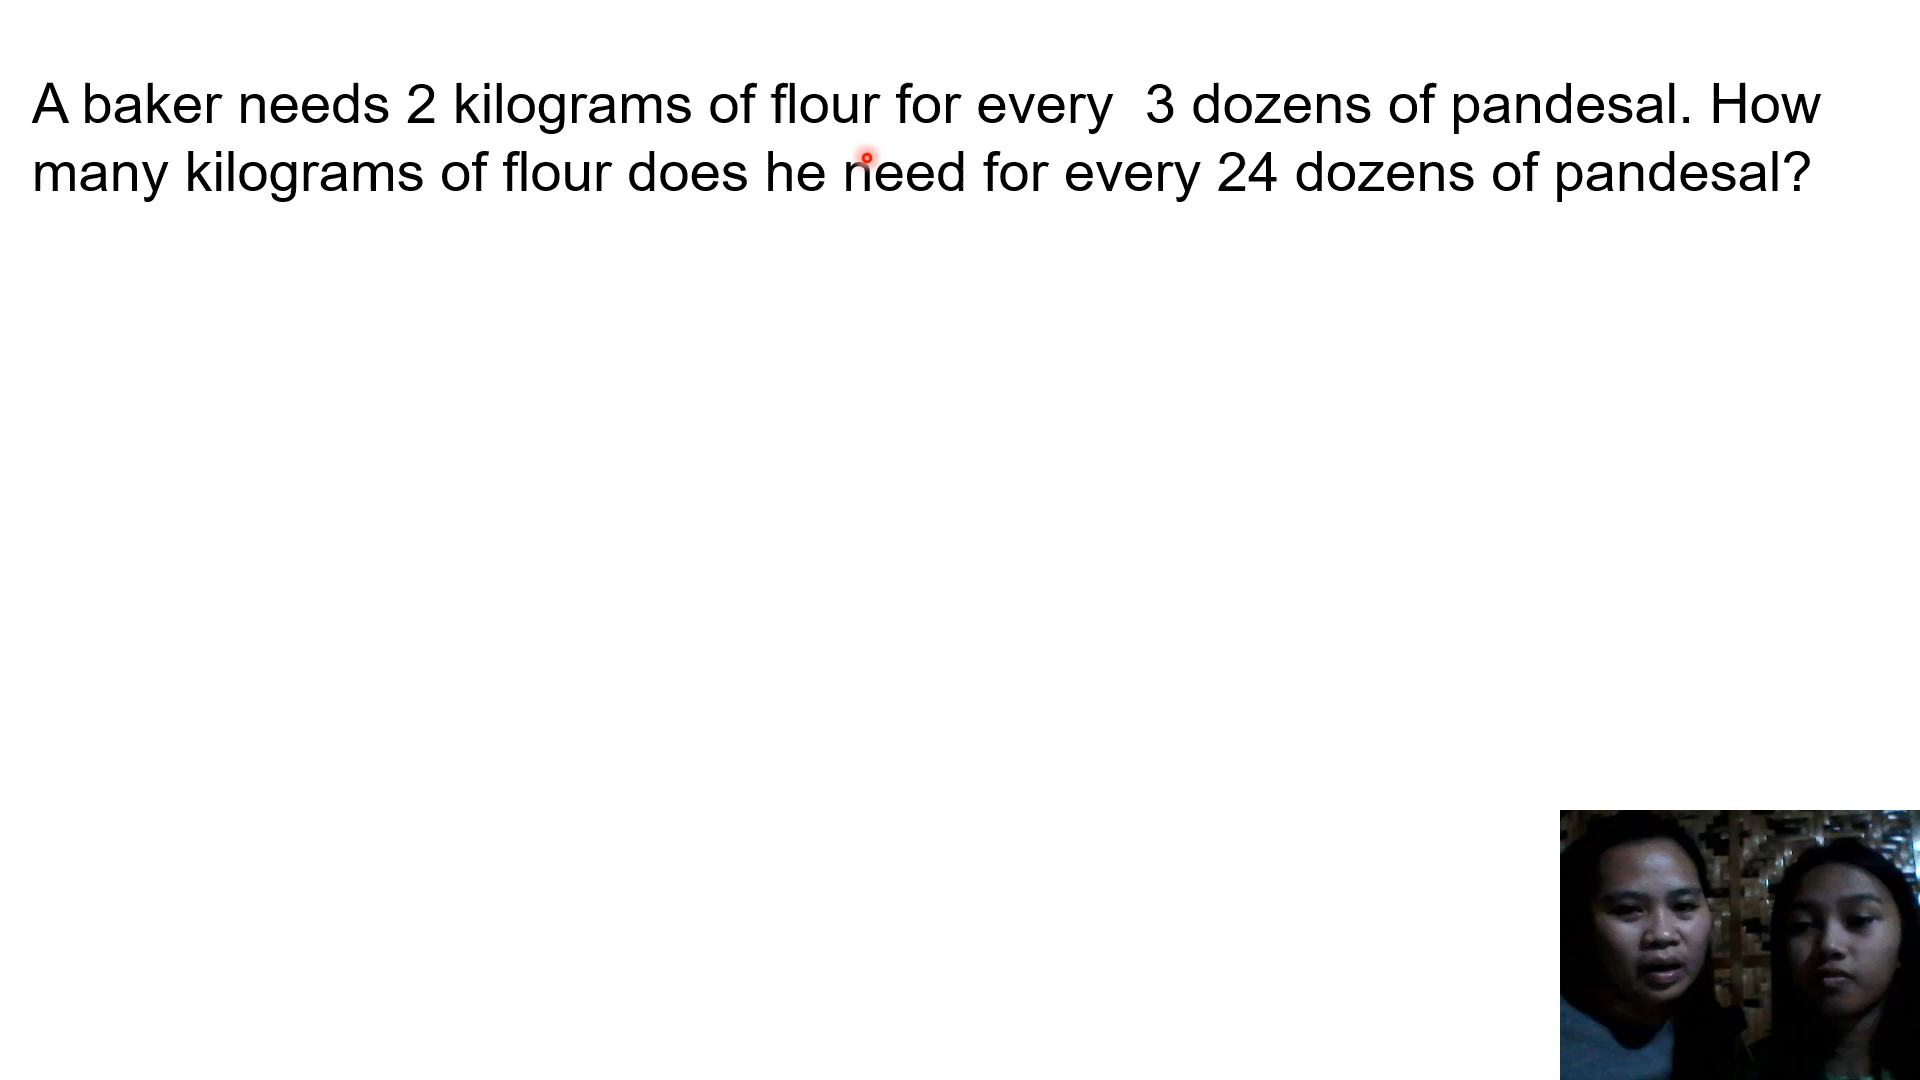 A baker needs 2 kilograms of flour for every  3 dozens of pandesal. How
many kilograms of flour does he need for every 24 dozens of pandesal?